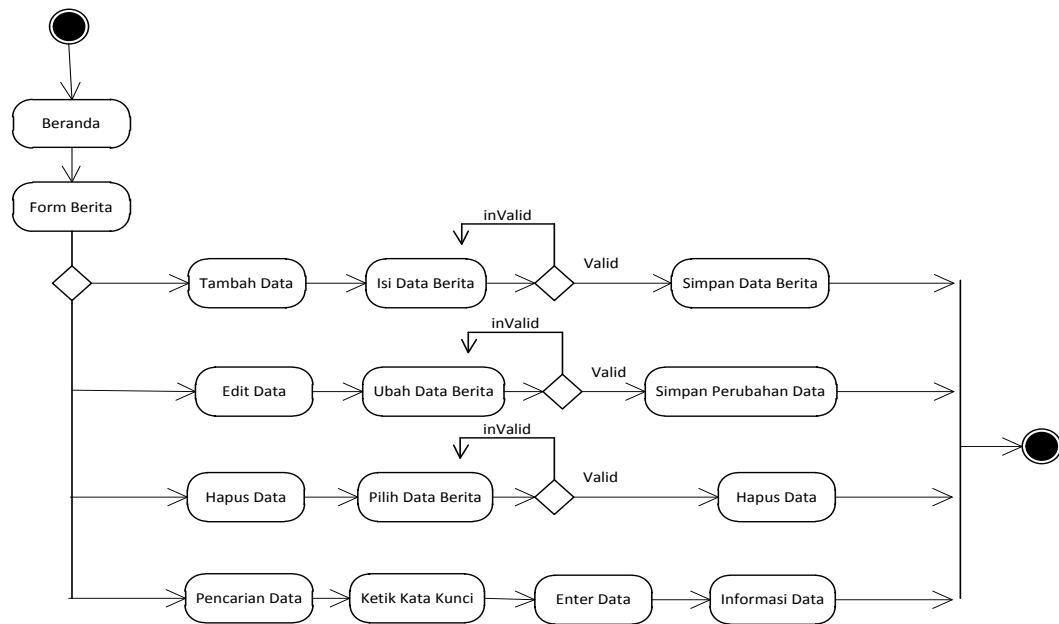 Beranda
Form Berita
inValid
Tambah Data
Isi Data Berita
Valid
Simpan Data Berita
inValid
Edit Data
Ubah Data Berita
Valid
Simpan Perubahan Data
inValid
Hapus Data
Pilih Data Berita
Valid
Hapus Data
Pencarian Data
Ketik Kata Kunci
Enter Data
Informasi Data